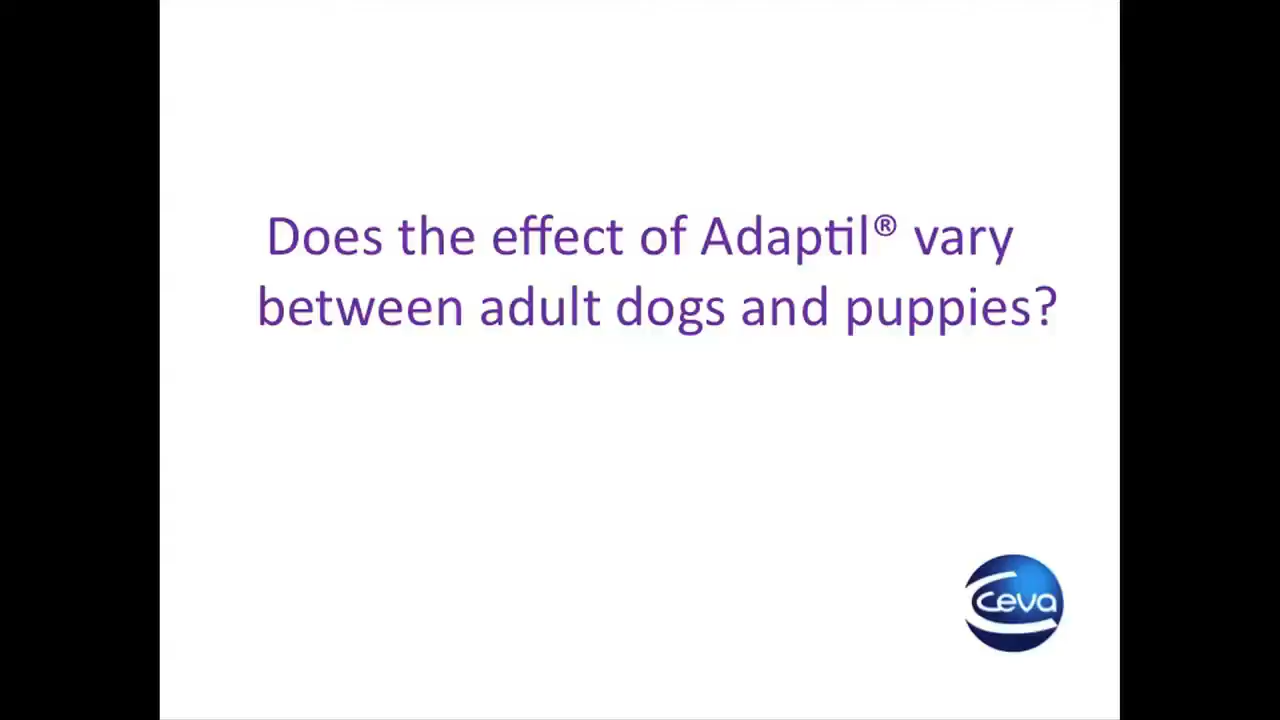 Does the effect of Adaptil® vary
between adult dogs and puppies?
ceva